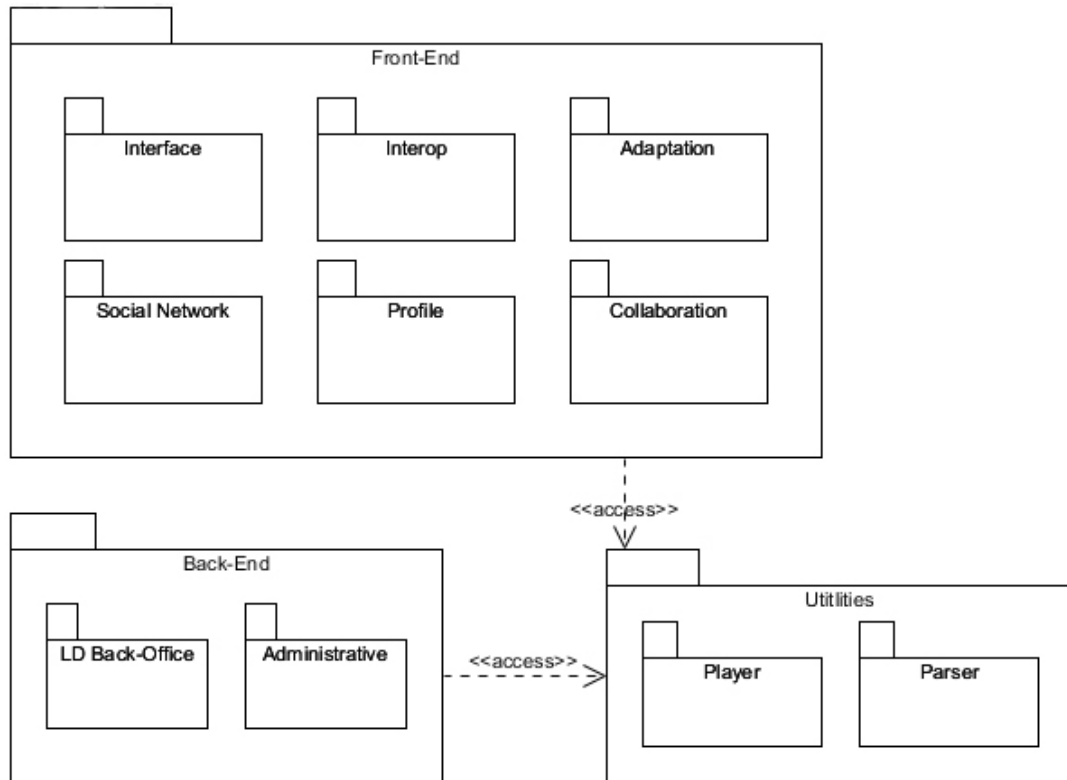 Front-End
Interface
Interop
Adaptation
Social Network
Profile
Collaboration
<<access>>
Back-End
LD Back-Office
Administrative
<<access>>
Utitlities
Player
Parser